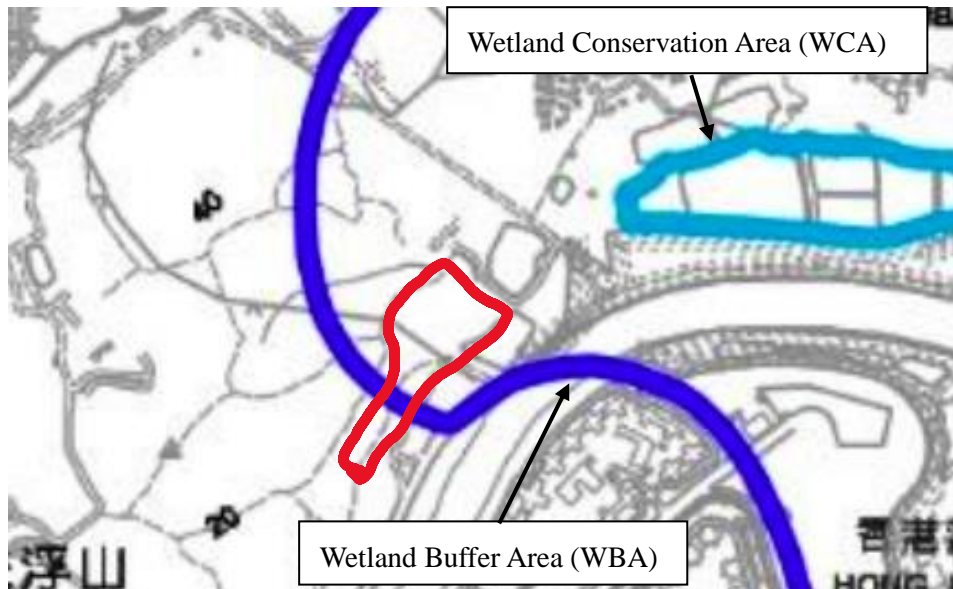 Wetland Conservation Area (WCA)
40
20
Wetland Buffer Area (WBA)
浮山
香港
HONG